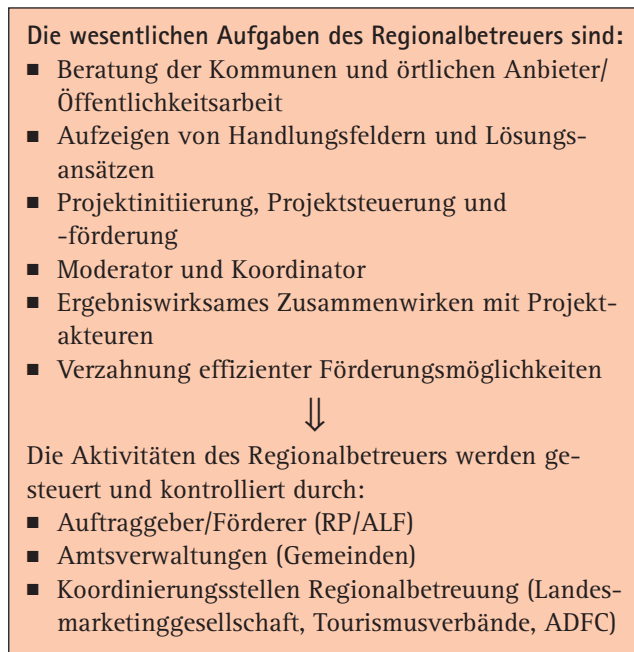 Die wesentlichen Aufgaben des Regionalbetreuers sind:
■ Beratung der Kommunen und örtlichen Anbieter/
Öffentlichkeitsarbeit
■ Aufzeigen von Handlungsfeldern und Lösungs-
ansätzen
■ Projektinitiierung, Projektsteuerung und
-förderung
■ Moderator und Koordinator
■ Ergebniswirksames Zusammenwirken mit Projekt-
akteuren
■ Verzahnung effizienter Förderungsmöglichkeiten
⇓
Die Aktivitäten des Regionalbetreuers werden ge-
steuert und kontrolliert durch:
■ Auftraggeber/Förderer (RP/ALF)
■ Amtsverwaltungen (Gemeinden)
■ Koordinierungsstellen Regionalbetreuung (Landes-
marketinggesellschaft, Tourismusverbände, ADFC)